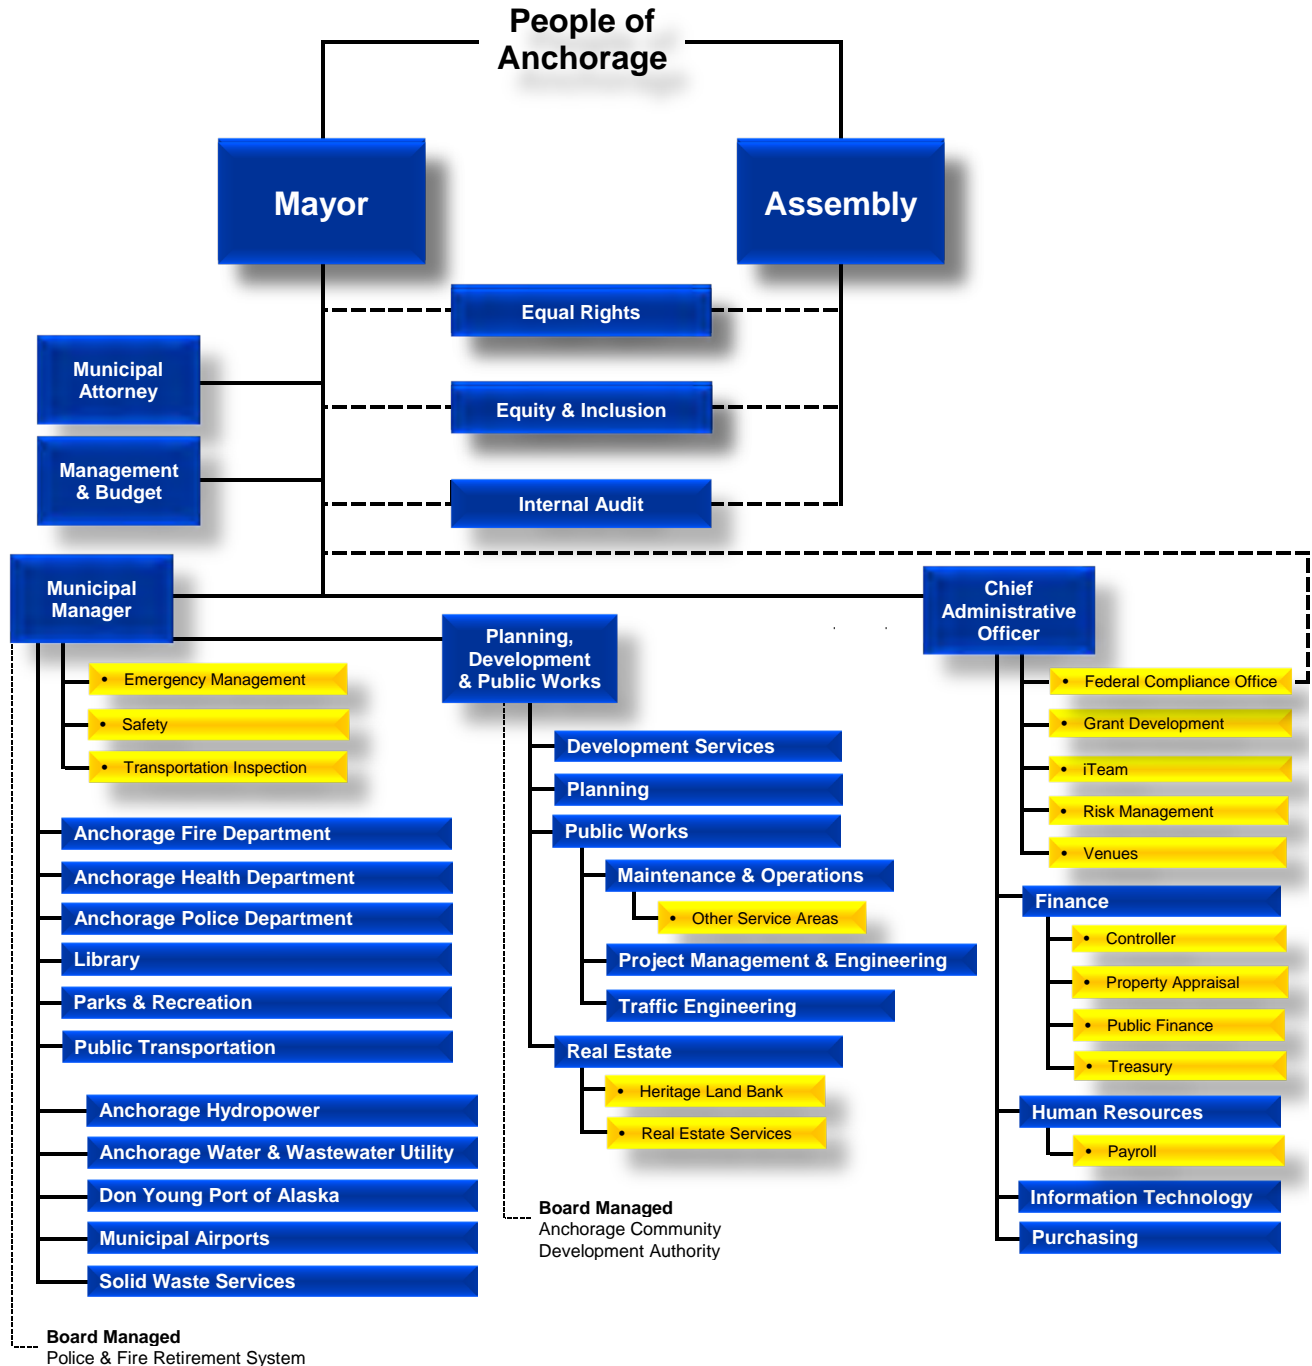 People of
Anchorage
Mayor
Assembly
Equal Rights
Municipal
Attorney
Equity & Inclusion
Management
& Budget
Internal Audit
Municipal
Manager
Chief
Administrative
Officer
Planning,
Development
& Public Works
• Emergency Management
• Safety
• Transportation Inspection
Anchorage Fire Department
Anchorage Health Department
Anchorage Police Department
Library
Parks & Recreation
Public Transportation
Anchorage Hydropower
Anchorage Water & Wastewater Utility
Don Young Port of Alaska
Municipal Airports
Solid Waste Services
Board Managed
Police & Fire Retirement System
Development Services
Planning
Public Works
Maintenance & Operations
• Other Service Areas
Project Management & Engineering
Traffic Engineering
Real Estate
• Heritage Land Bank
• Real Estate Services
Board Managed
Anchorage Community
Development Authority
• Federal Compliance Office
• Grant Development
• iTeam
• Risk Management
• Venues
Finance
• Controller
• Property Appraisal
• Public Finance
• Treasury
Human Resources
• Payroll
Information Technology
Purchasing